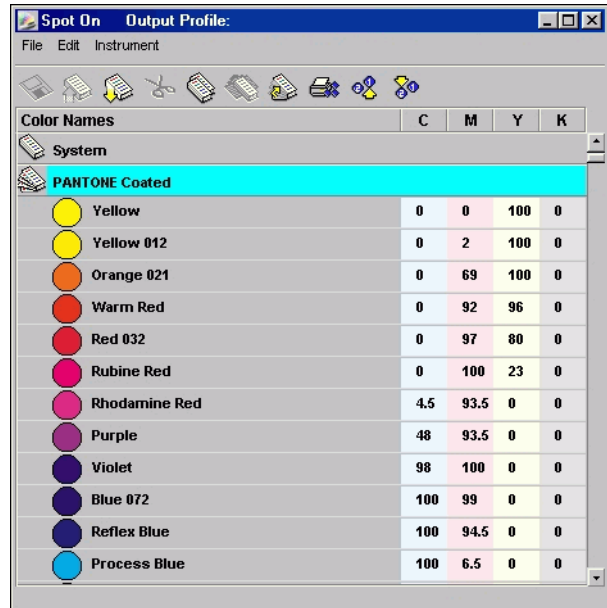 Spot On Output Profile:
File Edit Instrument
Color Names C M Y K
System
PANTONE Coated
Yellow 0 0 100 0
Yellow 012 0 2 100 0
Orange 021 0 69 100 0
Warm Red 0 92 96 0
Red 032 0 97 80 0
Rubine Red 0 100 23 0
Rhodamine Red 4.5 93.5 0 0
Purple 48 93.5 0 0
Violet 98 100 0 0
Blue 072 100 99 0 0
Reflex Blue 100 94.5 0 0
Process Blue 100 6.5 0 0